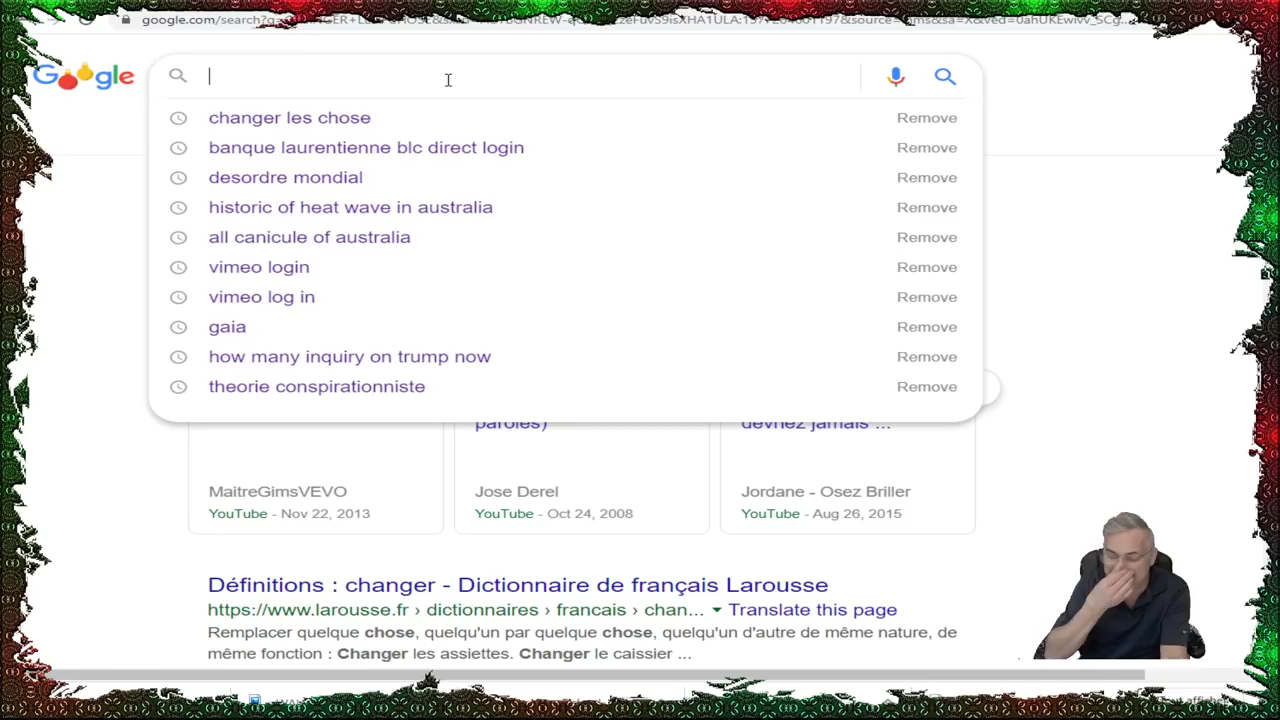 Google
changer les chose Remove
banque laurentienne blc direct login Remove
desordre mondial Remove
historic of heat wave in australia Remove
all canicule of australia Remove
vimeo login Remove
vimeo log in Remove
gaia Remove
how many inquiry on trump now Remove
theorie conspirationniste Remove
paroles) devriez jamais ...
MaitreGimsVEVO Jose Derel Jordane - Osez Briller
YouTube - Nov 22, 2013 YouTube - Oct 24, 2008 YouTube - Aug 26, 2015
Définitions : changer - Dictionnaire de français Larousse
https://www.larousse.fr › dictionnaires › francais › chan... Translate this page
Remplacer quelque chose, quelqu'un par quelque chose, quelqu'un d'autre de même nature, de
même fonction : Changer les assiettes. Changer le caissier ...